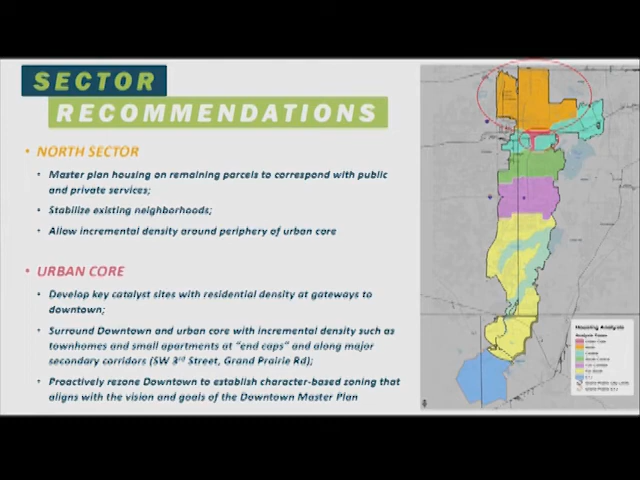 SECTOR
RECOMMENDATIONS
• NORTH SECTOR
• Master plan housing on remaining parcels to correspond with public
and private services;
• Stabilize existing neighborhoods;
• Allow incremental density around periphery of urban core
• URBAN CORE
• Develop key catalyst sites with residential density at gateways to
downtown;
• Surround Downtown and urban core with incremental density such as
townhomes and small apartments at "end caps" and along major
secondary corridors (SW 3rd Street, Grand Prairie Rd);
• Proactively rezone Downtown to establish character-based zoning that
aligns with the vision and goals of the Downtown Master Plan
Housing Analysis